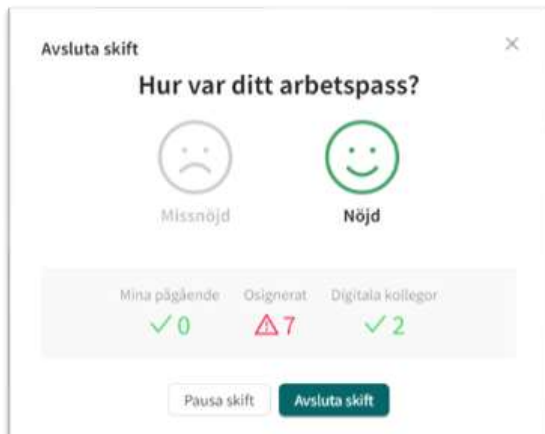 Avsluta skift
Hur var ditt arbetspass?
Missnöjd Nöjd
Mina pågående Osignerat Digitala kollegor
0 7 2
Pausa skift Avsluta skift